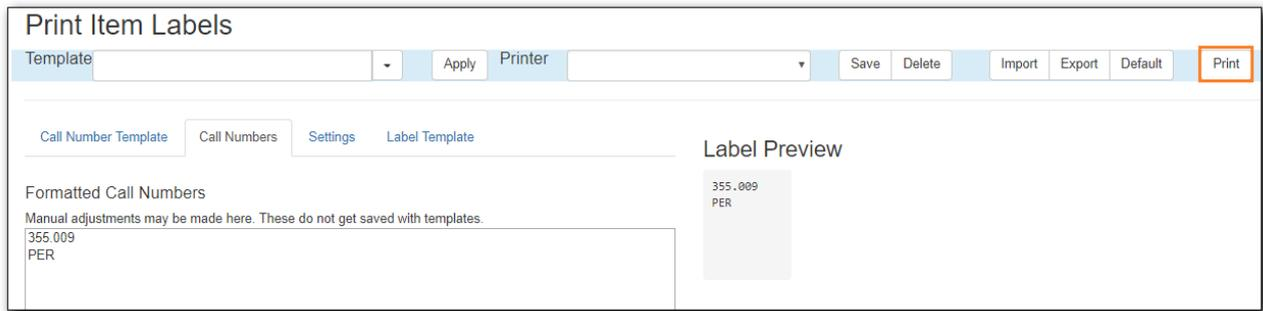 Print Item Labels
Template Apply Printer Save Delete Import Export Default Print
Call Number Template Call Numbers Settings Label Template
Label Preview
355.009
PER
Formatted Call Numbers
Manual adjustments may be made here. These do not get saved with templates.
355.009
PER